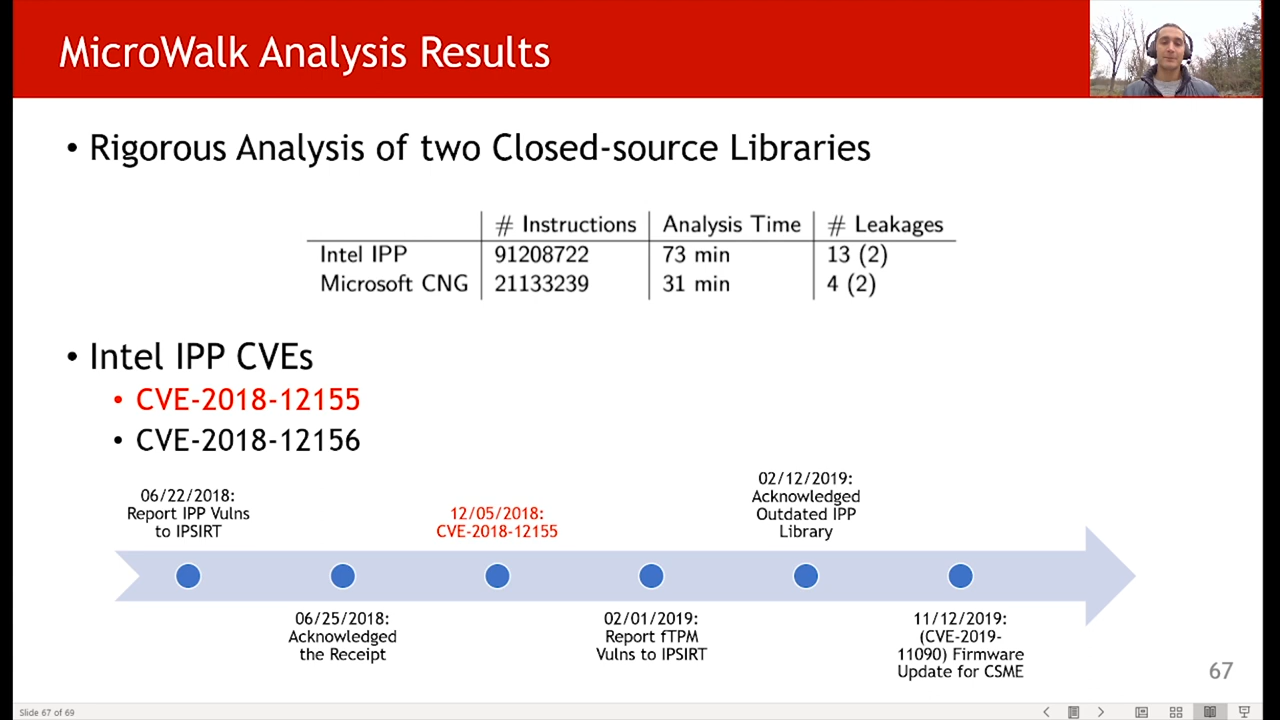 MicroWalk Analysis Results
• Rigorous Analysis of two Closed-source Libraries
# Instructions Analysis Time # Leakages
Intel IPP 91208722 73 min 13 (2)
Microsoft CNG 21133239 31 min 4 (2)
• Intel IPP CVEs
• CVE-2018-12155
• CVE-2018-12156
06/22/2018:
Report IPP Vulns
to IPSIRT
06/25/2018:
Acknowledged
the Receipt
12/05/2018:
CVE-2018-12155
02/01/2019:
Report fTPM
Vulns to IPSIRT
02/12/2019:
Acknowledged
Outdated IPP
Library
11/12/2019:
(CVE-2019-
11090) Firmware
Update for CSME
67
Slide 67 of 69